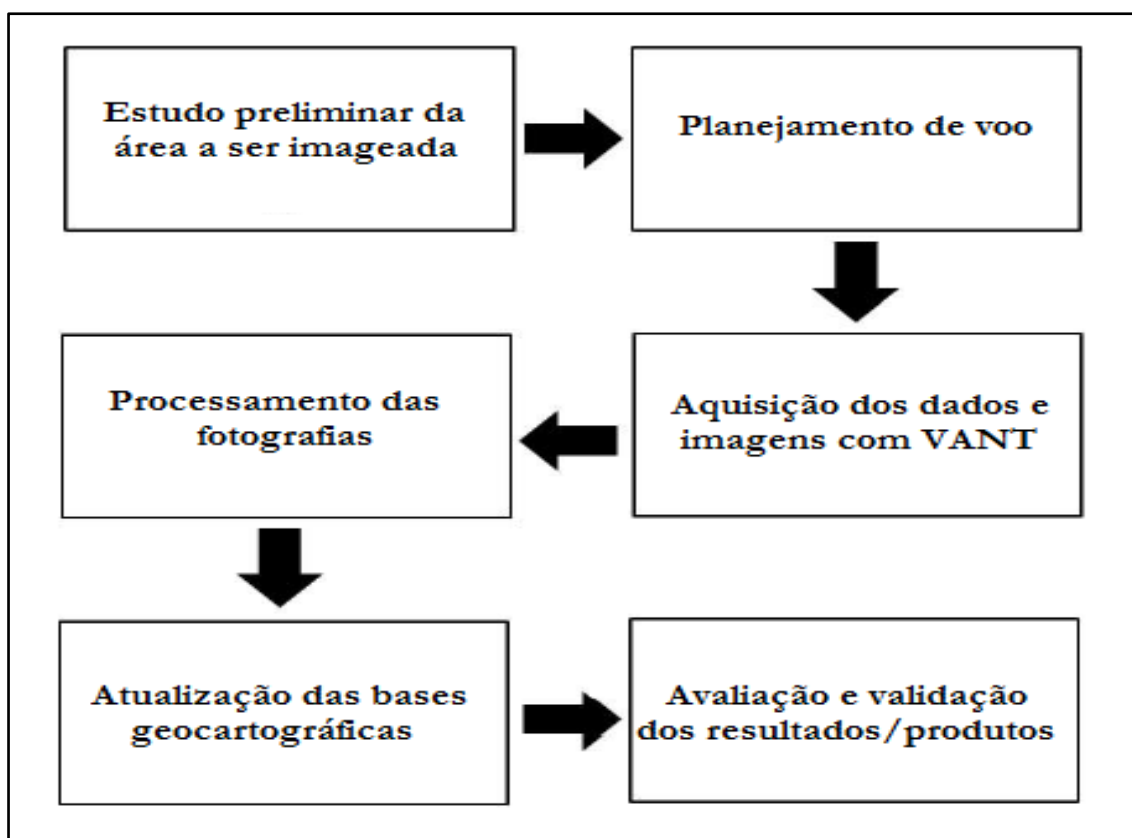 Estudo preliminar da
área a ser imageada
Planejamento de voo
Aquisição dos dados e
imagens com VANT
Processamento das
fotografias
Atualização das bases
geocartográficas
Avaliação e validação
dos resultados/produtos